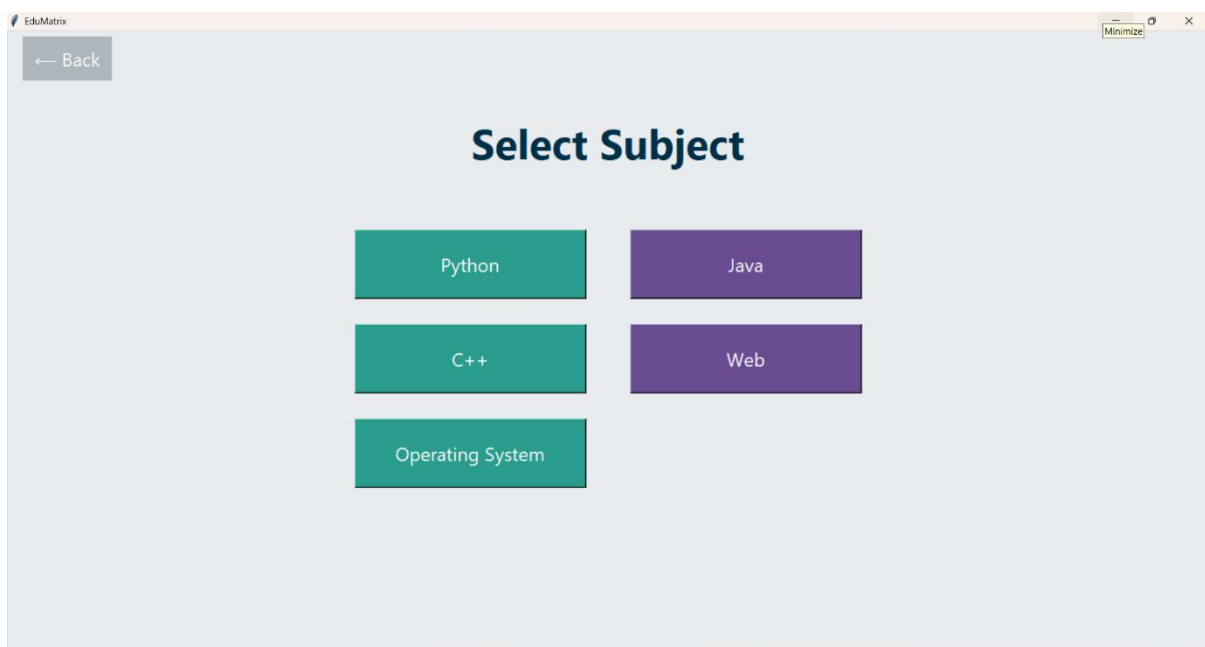 EduMatrix
Minimize
← Back
Select Subject
Python
Java
C++
Web
Operating System